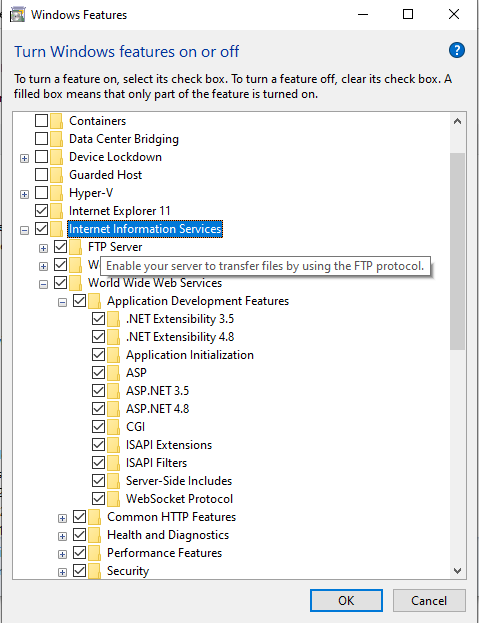 Windows Features
Turn Windows features on or off
To turn a feature on, select its check box. To turn a feature off, clear its check box. A
filled box means that only part of the feature is turned on.
Containers
Data Center Bridging
Device Lockdown
Guarded Host
Hyper-V
Internet Explorer 11
Internet Information Services
FTP Server
W
Enable your server to transfer files by using the FTP protocol.
World Wide Web Services
Application Development Features
.NET Extensibility 3.5
.NET Extensibility 4.8
Application Initialization
ASP
ASP.NET 3.5
ASP.NET 4.8
CGI
ISAPI Extensions
ISAPI Filters
Server-Side Includes
WebSocket Protocol
Common HTTP Features
Health and Diagnostics
Performance Features
Security
OK
Cancel